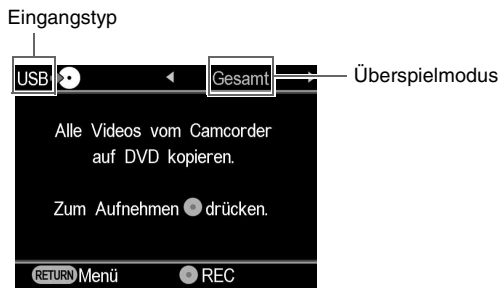 Eingangstyp
USB Gesamt Überspielmodus
Alle Videos vom Camcorder
auf DVD kopieren.
Zum Aufnehmen drücken.
RETURN Menü REC